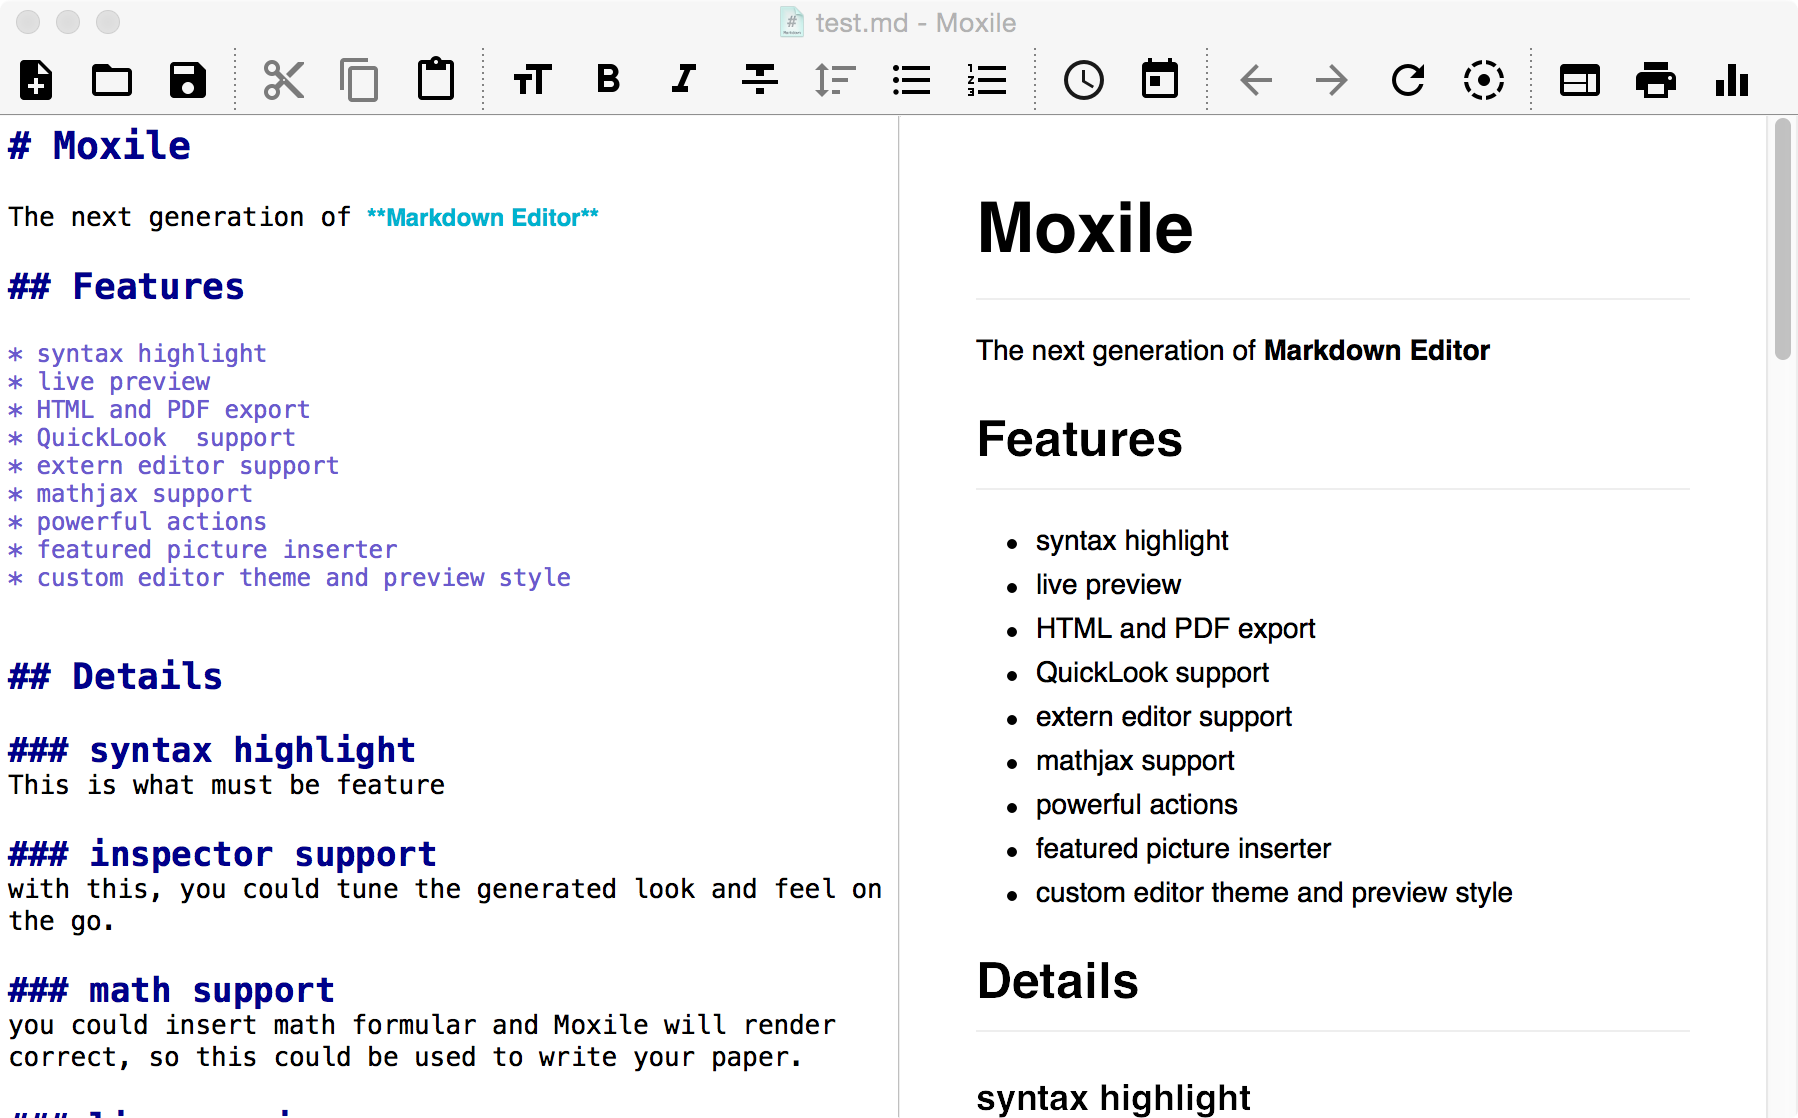 test.md - Moxile
# Moxile
The next generation of **Markdown Editor**
## Features
* syntax highlight
* live preview
* HTML and PDF export
* QuickLook  support
* extern editor support
* mathjax support
* powerful actions
* featured picture inserter
* custom editor theme and preview style
## Details
### syntax highlight
This is what must be feature
### inspector support
with this, you could tune the generated look and feel on
the go.
### math support
you could insert math formular and Moxile will render
correct, so this could be used to write your paper.
Moxile
The next generation of Markdown Editor
Features
• syntax highlight
• live preview
• HTML and PDF export
• QuickLook support
• extern editor support
• mathjax support
• powerful actions
• featured picture inserter
• custom editor theme and preview style
Details
syntax highlight